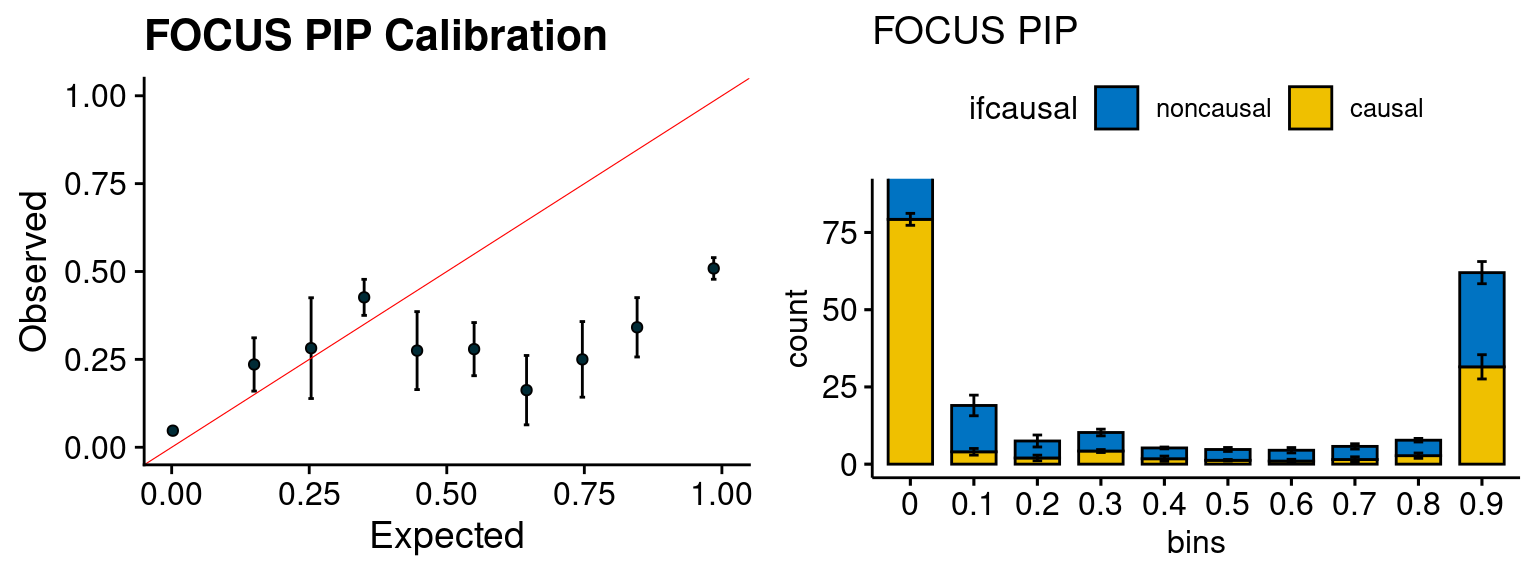 FOCUS PIP Calibration
1.00
0.75
0.50
0.25
0.00
Observed
0.00 0.25 0.50 0.75 1.00
Expected
FOCUS PIP
ifcausal noncausal causal
75
50
25
0
count
0 0.1 0.2 0.3 0.4 0.5 0.6 0.7 0.8 0.9
bins